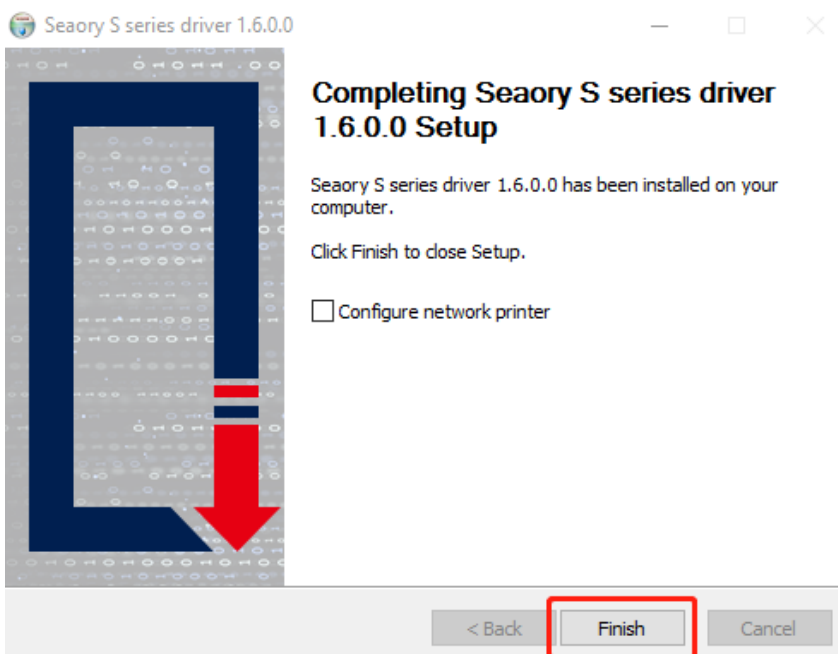 Seaory S series driver 1.6.0.0
Completing Seaory S series driver
1.6.0.0 Setup
Seaory S series driver 1.6.0.0 has been installed on your
computer.
Click Finish to close Setup.
Configure network printer
< Back Finish Cancel